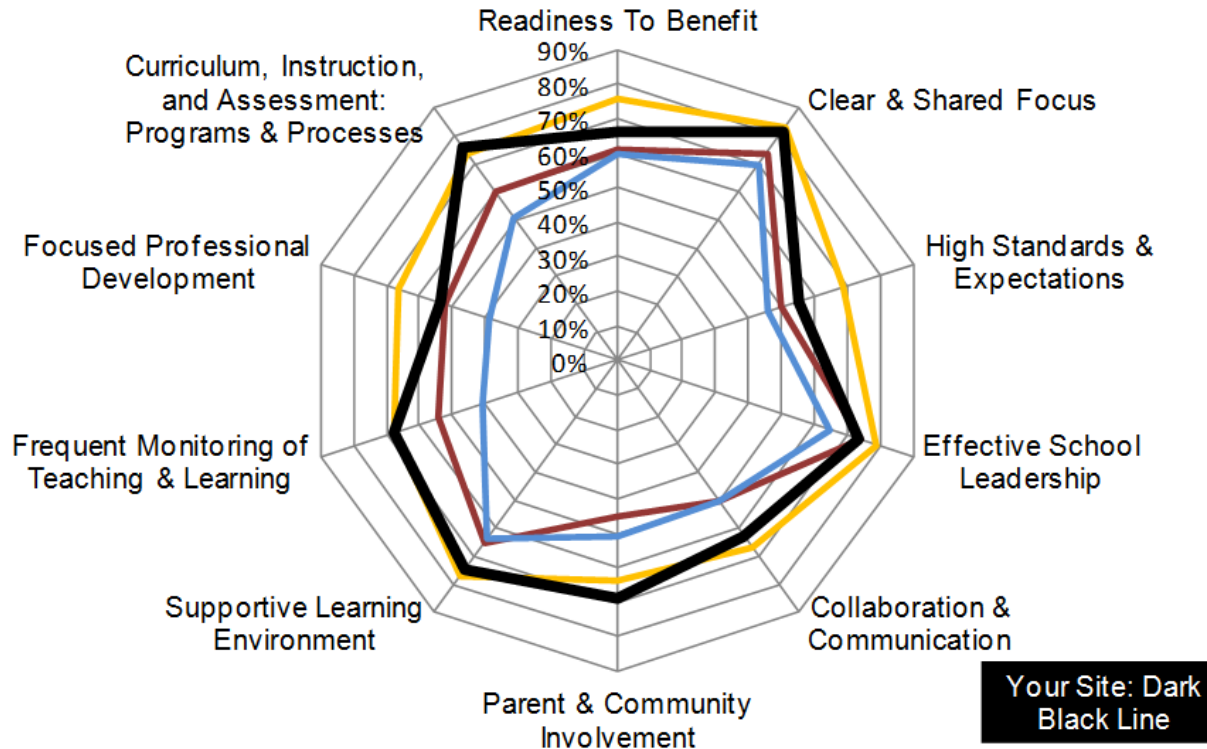 Readiness To Benefit
90%
80%
70%
60%
50%
40%
30%
20%
10%
0%
Clear & Shared Focus
High Standards &
Expectations
Effective School
Leadership
Collaboration &
Communication
Parent & Community
Involvement
Supportive Learning
Environment
Frequent Monitoring of
Teaching & Learning
Focused Professional
Development
Curriculum, Instruction,
and Assessment:
Programs & Processes
Your Site: Dark
Black Line